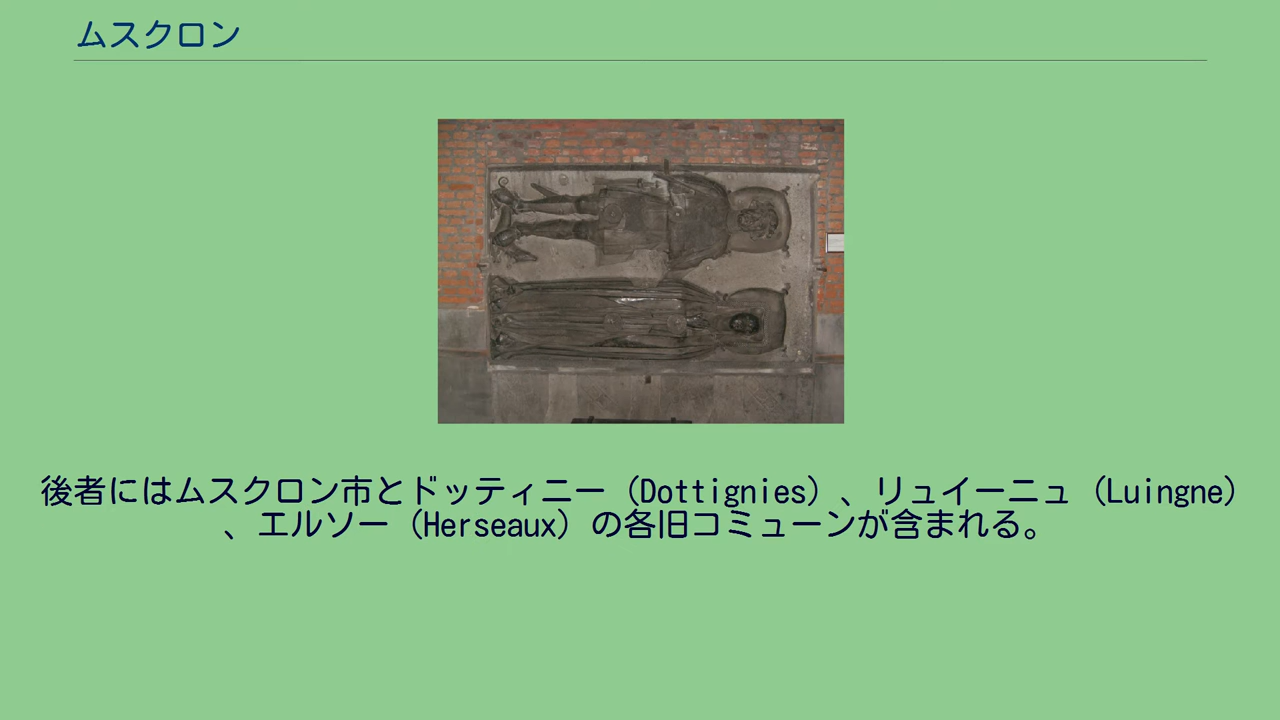 ムスクロン
後者にはムスクロン市とドッティニー（Dottignies）、リュイーニュ（Luingne）
、エルソー（Herseaux）の各旧コミューンが含まれる。